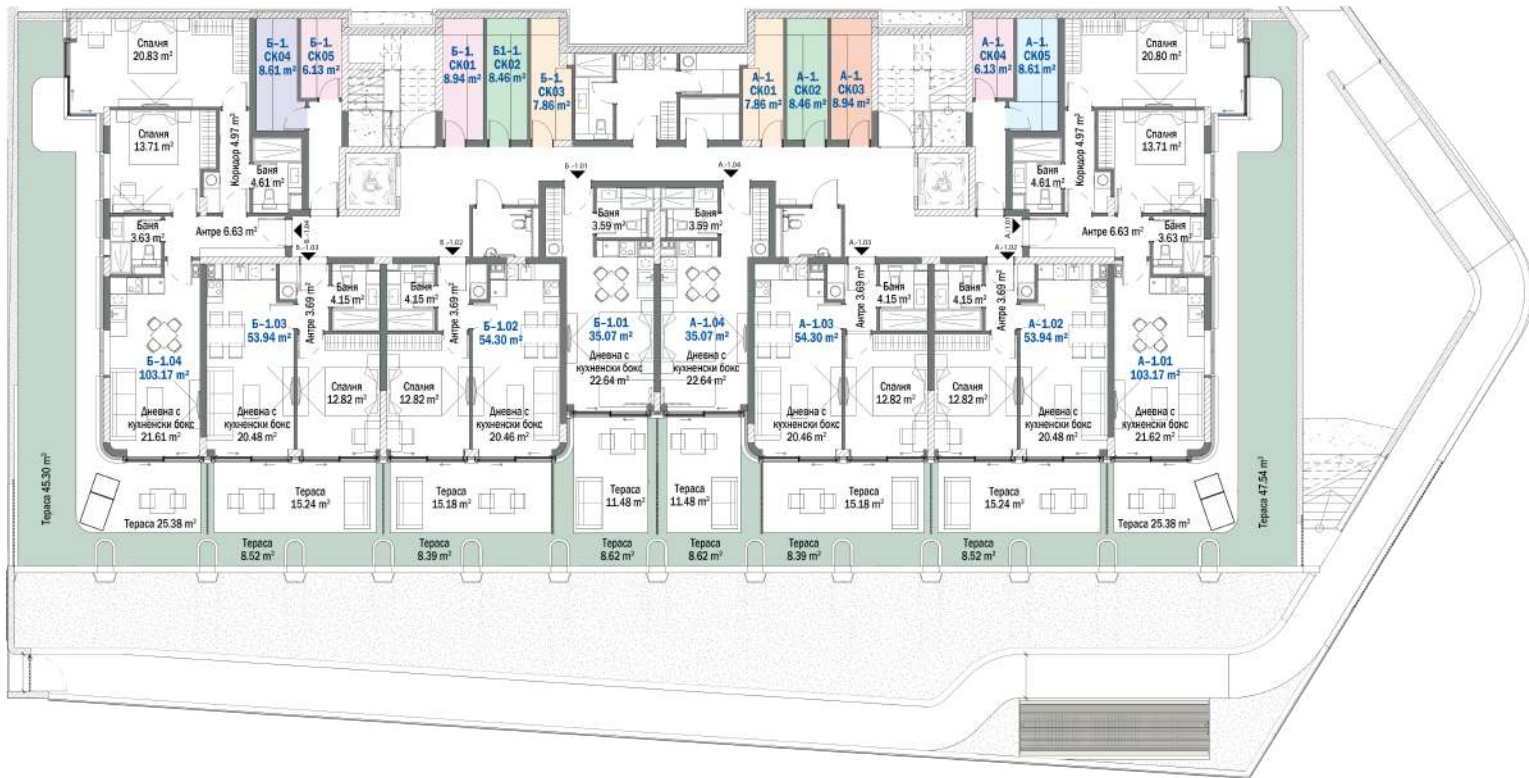 Спалня
20.83 m²
Б-1.
СК04
8.61 m²
Б-1.
СК05
6.13 m²
Б-1.
СК01
8.94 m²
Б1-1.
СК02
8.46 m²
Б-1.
СК03
7.86 m²
А-1.
СК01
7.86 m²
А-1.
СК02
8.46 m²
А-1.
СК03
8.94 m²
А-1.
СК04
6.13 m²
А-1.
СК05
8.61 m²
Спалня
20.80 m²
Спалня
13.71 m²
Коридор 4.97 m²
Баня
4.61 m²
Б.-1.01
А.-1.04
Баня
4.61 m²
Коридор 4.97 m²
Спалня
13.71 m²
Баня
3.63 m²
Антре 6.63 m²
Б.-1.04
Б.-1.03
Б.-1.02
Баня
3.59 m²
Баня
3.59 m²
А.-1.03
А.-1.01
А.-1.02
Антре 6.63 m²
Баня
3.63 m²
Антре 3.69 m²
Баня
4.15 m²
Баня
4.15 m²
Антре 3.69 m²
Антре 3.69 m²
Баня
4.15 m²
Баня
4.15 m²
Антре 3.69 m²
Б-1.04
103.17 m²
Б-1.03
53.94 m²
Б-1.02
54.30 m²
Б-1.01
35.07 m²
А-1.04
35.07 m²
А-1.03
54.30 m²
А-1.02
53.94 m²
А-1.01
103.17 m²
Дневна с
кухненски бокс
22.64 m²
Дневна с
кухненски бокс
22.64 m²
Дневна с
кухненски бокс
21.61 m²
Дневна с
кухненски бокс
20.48 m²
Спалня
12.82 m²
Спалня
12.82 m²
Дневна с
кухненски бокс
20.46 m²
Дневна с
кухненски бокс
20.46 m²
Спалня
12.82 m²
Спалня
12.82 m²
Дневна с
кухненски бокс
20.48 m²
Дневна с
кухненски бокс
21.62 m²
Тераса 45.30 m²
Тераса 25.38 m²
Тераса
15.24 m²
Тераса
15.18 m²
Тераса
11.48 m²
Тераса
11.48 m²
Тераса
15.18 m²
Тераса
15.24 m²
Тераса 25.38 m²
Тераса 47.54 m²
Тераса
8.52 m²
Тераса
8.39 m²
Тераса
8.62 m²
Тераса
8.62 m²
Тераса
8.39 m²
Тераса
8.52 m²